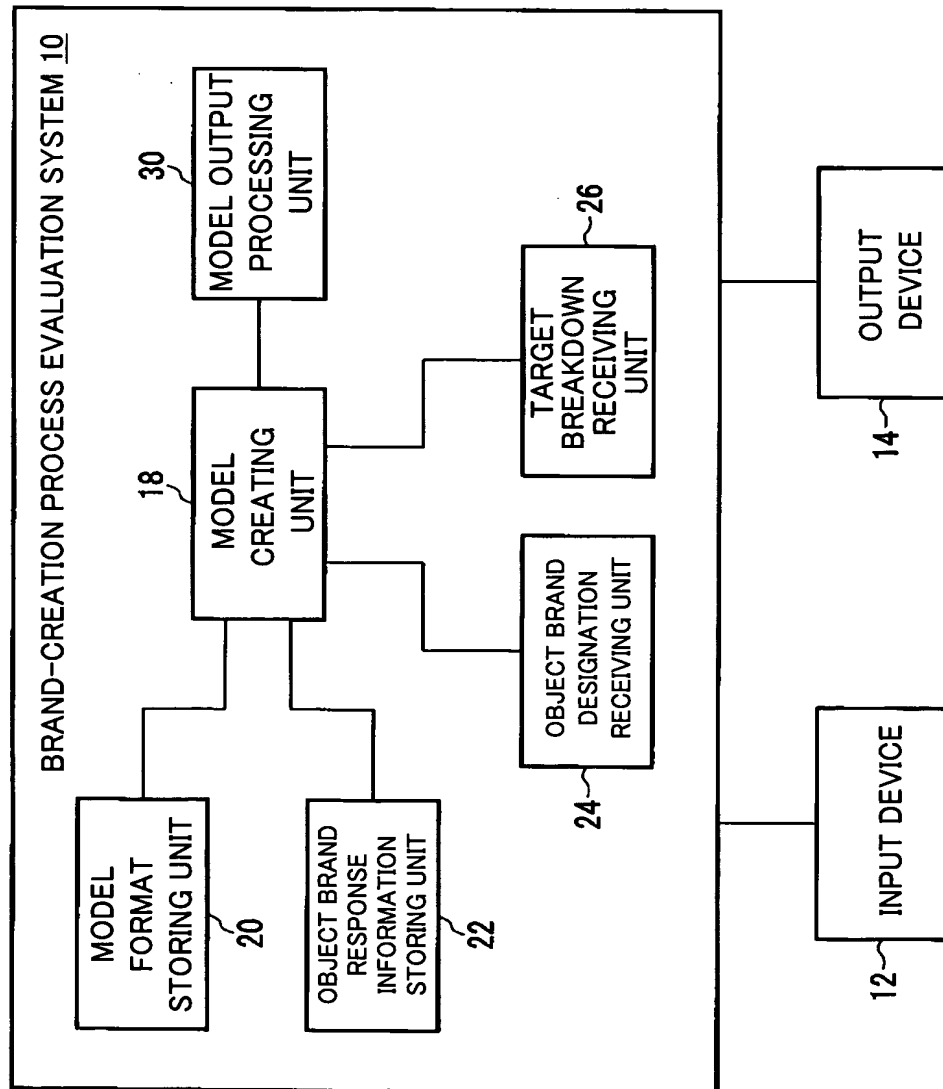 BRAND-CREATION PROCESS EVALUATION SYSTEM 10
MODEL
FORMAT
STORING UNIT
20
OBJECT BRAND
RESPONSE
INFORMATION
STORING UNIT
22
18
MODEL
CREATING
UNIT
30
MODEL OUTPUT
PROCESSING
UNIT
OBJECT BRAND
DESIGNATION
RECEIVING UNIT
24
26
TARGET
BREAKDOWN
RECEIVING
UNIT
INPUT DEVICE
12
OUTPUT
DEVICE
14